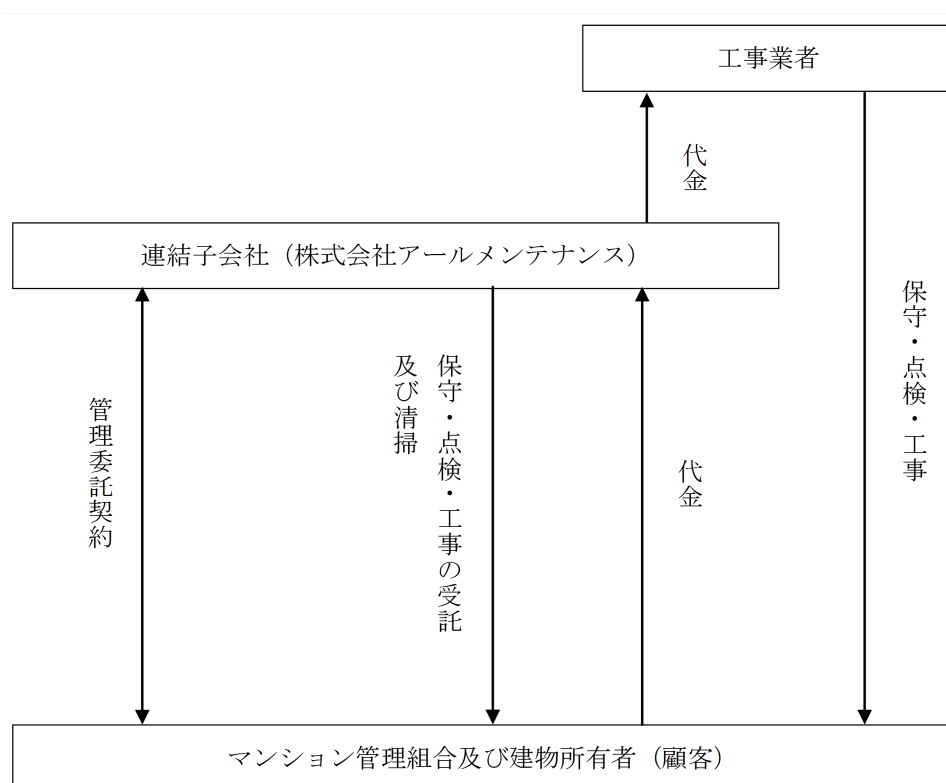 工事業者
代金
連結子会社（株式会社アールメンテナンス）
保守・点検・工事
管理委託契約
保守・点検・工事の受託
及び清掃
代金
マンション管理組合及び建物所有者（顧客）